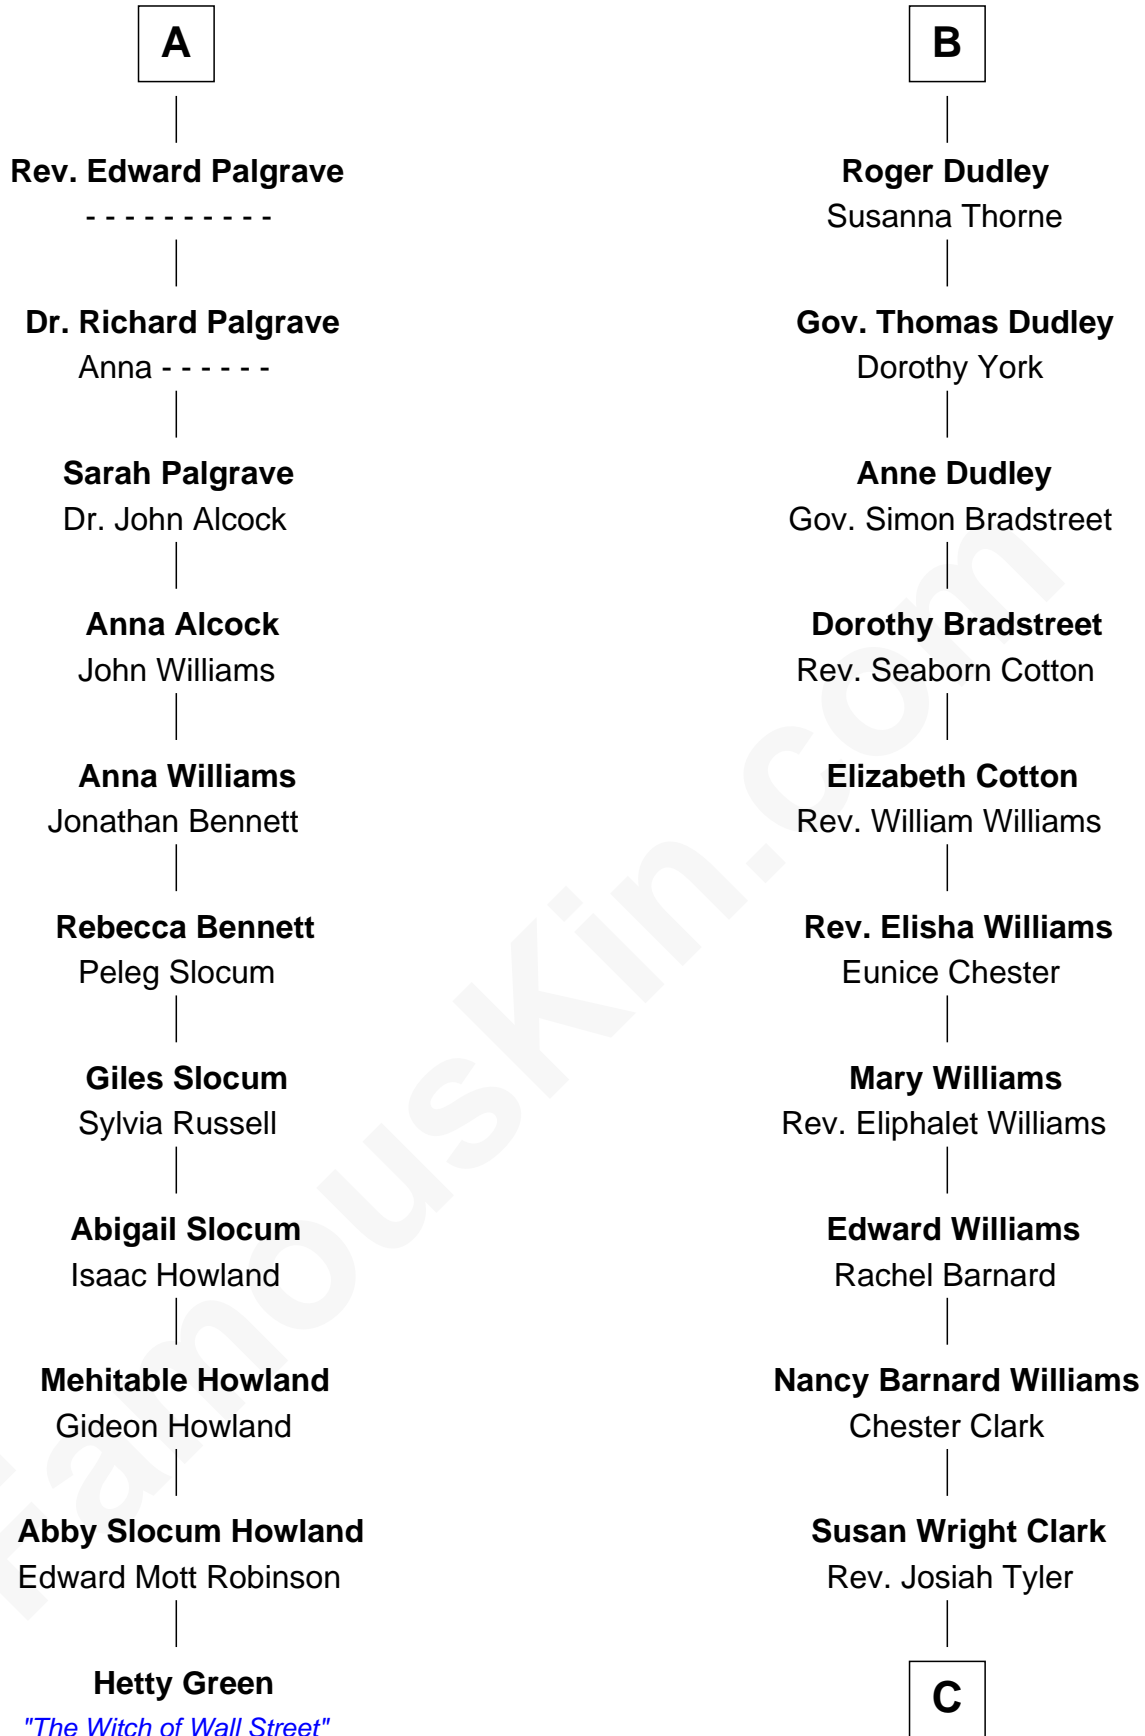 A
Rev. Edward Palgrave
- - - - - - - - - -
Dr. Richard Palgrave
Anna - - - - - -
Sarah Palgrave
Dr. John Alcock
Anna Alcock
John Williams
Anna Williams
Jonathan Bennett
Rebecca Bennett
Peleg Slocum
Giles Slocum
Sylvia Russell
Abigail Slocum
Isaac Howland
Mehitable Howland
Gideon Howland
Abby Slocum Howland
Edward Mott Robinson
Hetty Green
"The Witch of Wall Street"
B
Roger Dudley
Susanna Thorne
Gov. Thomas Dudley
Dorothy York
Anne Dudley
Gov. Simon Bradstreet
Dorothy Bradstreet
Rev. Seaborn Cotton
Elizabeth Cotton
Rev. William Williams
Rev. Elisha Williams
Eunice Chester
Mary Williams
Rev. Eliphalet Williams
Edward Williams
Rachel Barnard
Nancy Barnard Williams
Chester Clark
Susan Wright Clark
Rev. Josiah Tyler
C
FamousKin.com